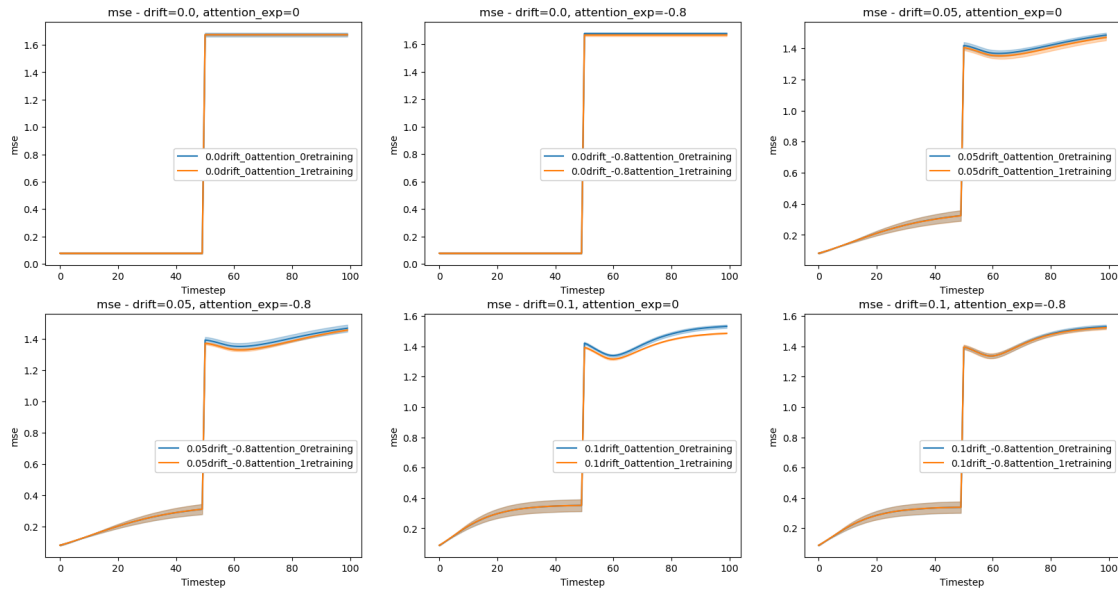 mse - drift=0.0, attention_exp=0
1.6
1.4
1.2
1.0
0.8
0.6
0.4
0.2
0.0
mse
0.0drift_0attention_0retraining
0.0drift_0attention_1retraining
0 20 40 60 80 100
Timestep
mse - drift=0.0, attention_exp=-0.8
1.6
1.4
1.2
1.0
0.8
0.6
0.4
0.2
0.0
mse
0.0drift_-0.8attention_0retraining
0.0drift_-0.8attention_1retraining
0 20 40 60 80 100
Timestep
mse - drift=0.05, attention_exp=0
1.4
1.2
1.0
0.8
0.6
0.4
0.2
mse
0.05drift_0attention_0retraining
0.05drift_0attention_1retraining
0 20 40 60 80 100
Timestep
mse - drift=0.05, attention_exp=-0.8
1.4
1.2
1.0
0.8
0.6
0.4
0.2
mse
0.05drift_-0.8attention_0retraining
0.05drift_-0.8attention_1retraining
0 20 40 60 80 100
Timestep
mse - drift=0.1, attention_exp=0
1.6
1.4
1.2
1.0
0.8
0.6
0.4
0.2
mse
0.1drift_0attention_0retraining
0.1drift_0attention_1retraining
0 20 40 60 80 100
Timestep
mse - drift=0.1, attention_exp=-0.8
1.6
1.4
1.2
1.0
0.8
0.6
0.4
0.2
mse
0.1drift_-0.8attention_0retraining
0.1drift_-0.8attention_1retraining
0 20 40 60 80 100
Timestep